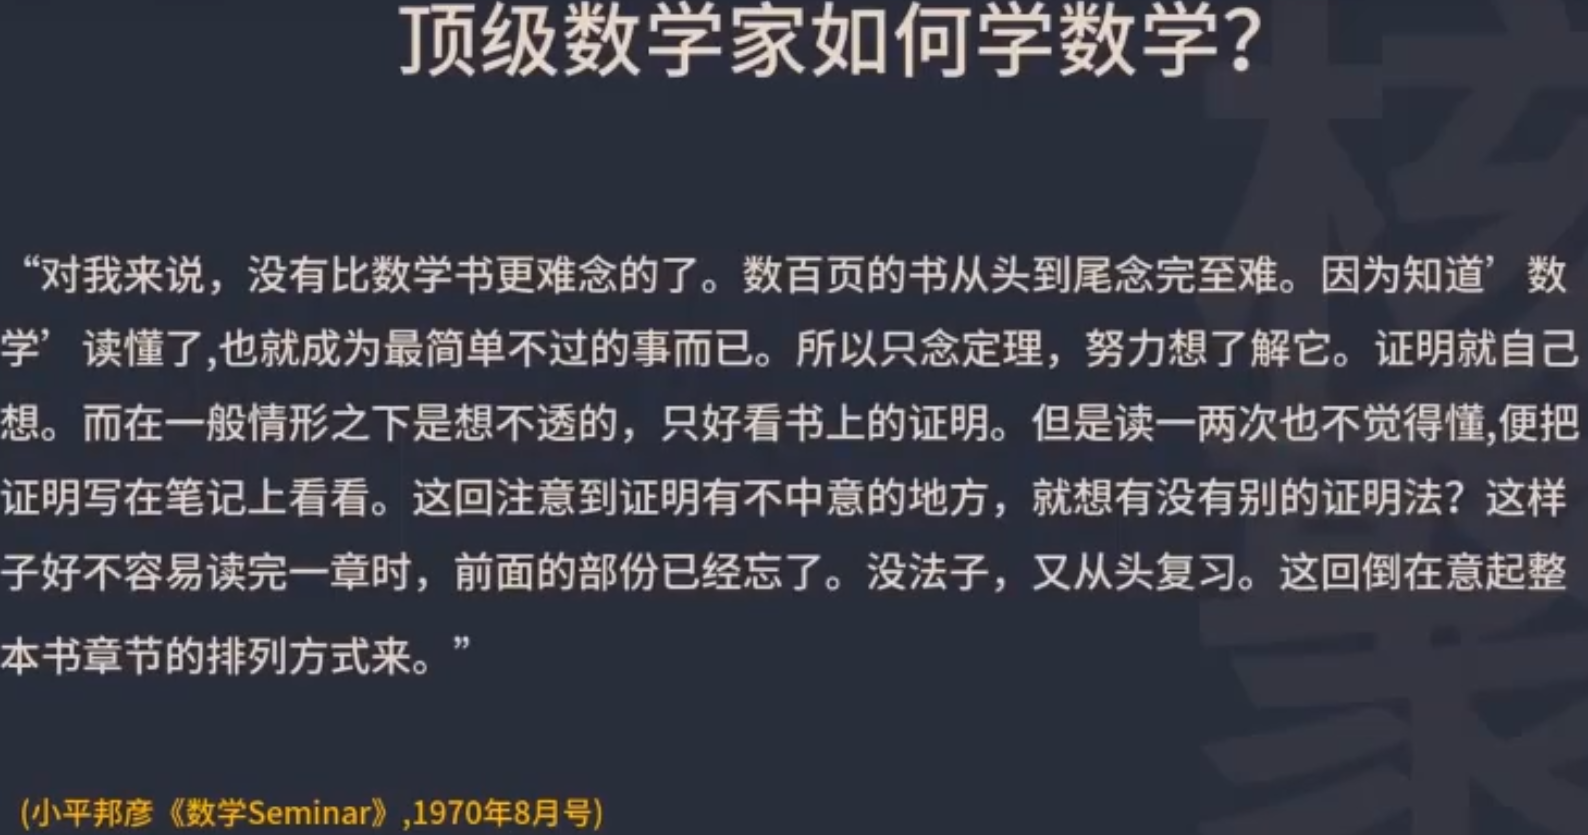 顶级数学家如何学数学？
“对我来说，没有比数学书更难念的了。数百页的书从头到尾念完至难。因为知道’数
学’读懂了,也就成为最简单不过的事而已。所以只念定理，努力想了解它。证明就自己
想。而在一般情形之下是想不透的，只好看书上的证明。但是读一两次也不觉得懂,便把
证明写在笔记上看看。这回注意到证明有不中意的地方，就想有没有别的证明法？这样
子好不容易读完一章时，前面的部份已经忘了。没法子，又从头复习。这回倒在意起整
本书章节的排列方式来。”
(小平邦彦《数学Seminar》,1970年8月号)